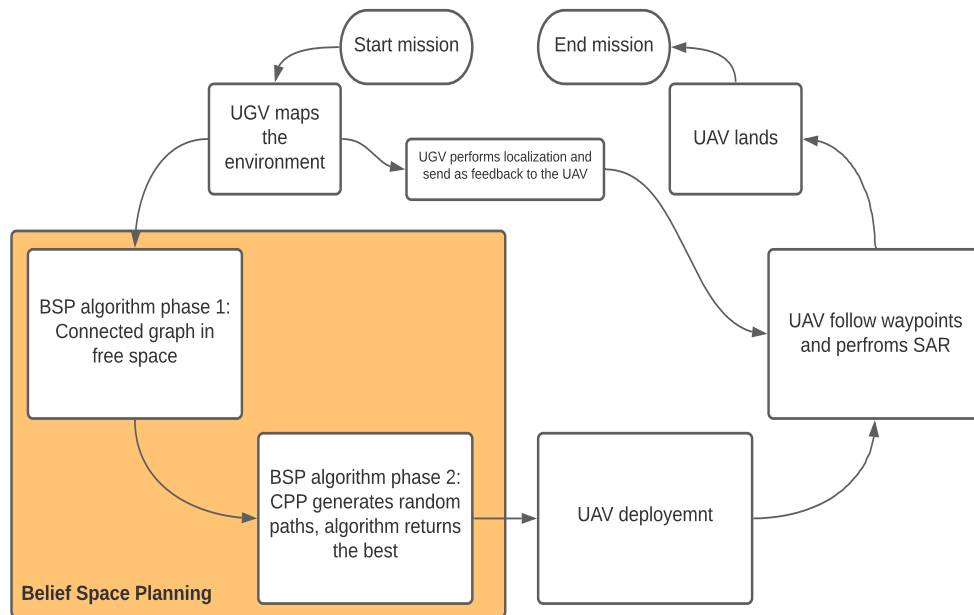 Start mission
End mission
UGV maps
the
environment
UGV performs localization and
send as feedback to the UAV
UAV lands
BSP algorithm phase 1:
Connected graph in
free space
UAV follow waypoints
and perfroms SAR
BSP algorithm phase 2:
CPP generates random
paths, algorithm returns
the best
UAV deployemnt
Belief Space Planning